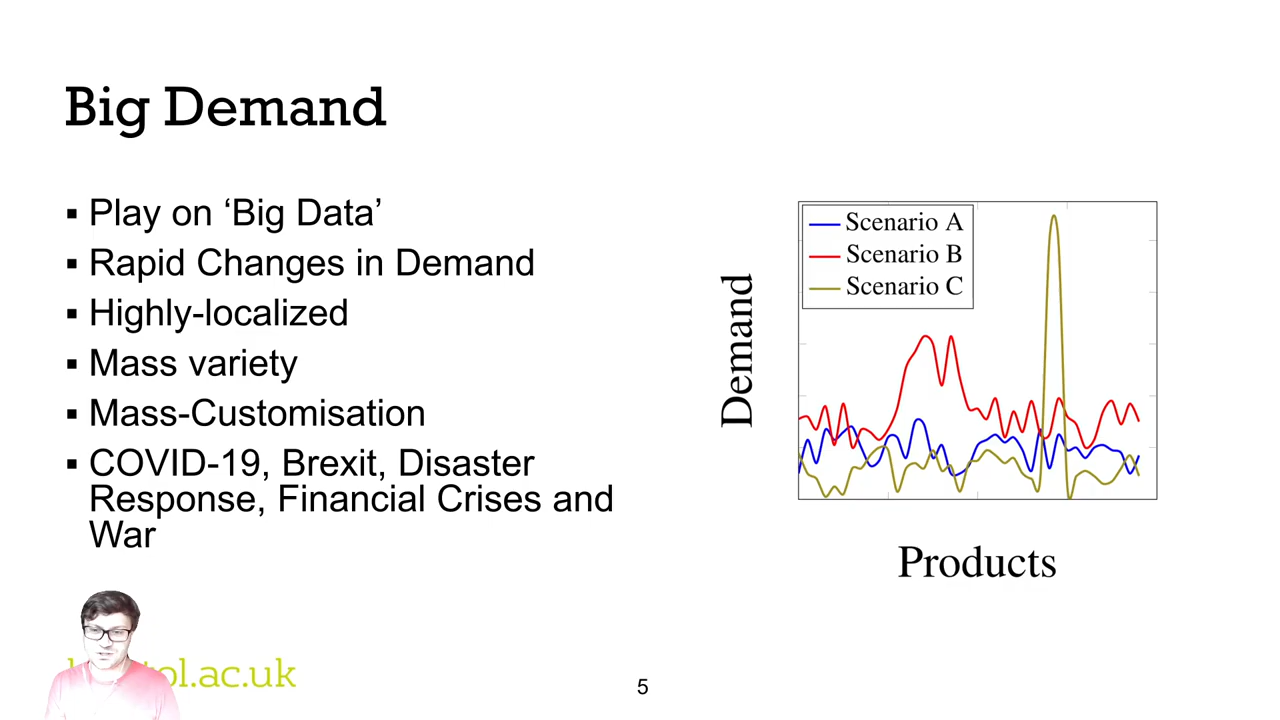 Big Demand
▪ Play on ‘Big Data’
▪ Rapid Changes in Demand
▪ Highly-localized
▪ Mass variety
▪ Mass-Customisation
▪ COVID-19, Brexit, Disaster
Response, Financial Crises and
War
Scenario A
Scenario B
Scenario C
Demand
Products
ol.ac.uk
5